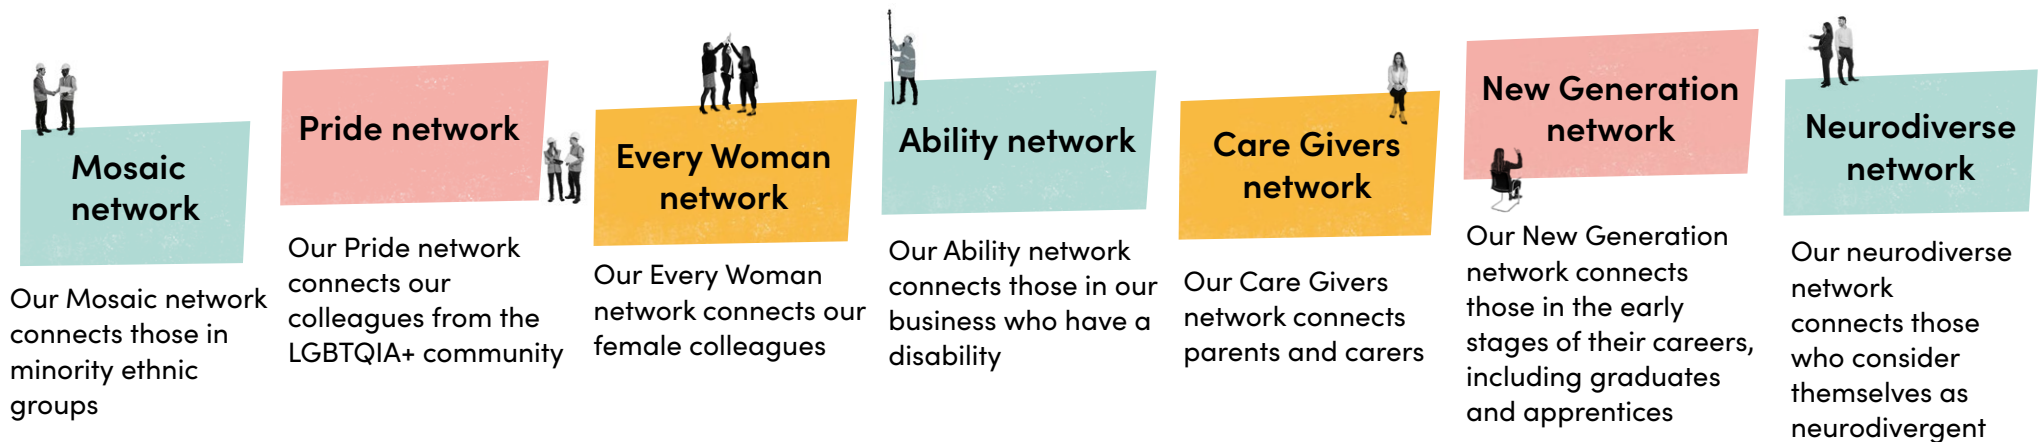 Mosaic
network
Our Mosaic network
connects those in
minority ethnic
groups
Pride network
Our Pride network
connects our
colleagues from the
LGBTQIA+ community
Every Woman
network
Our Every Woman
network connects our
female colleagues
Ability network
Our Ability network
connects those in our
business who have a
disability
Care Givers
network
Our Care Givers
network connects
parents and carers
New Generation
network
Our New Generation
network connects
those in the early
stages of their careers,
including graduates
and apprentices
Neurodiverse
network
Our neurodiverse
network
connects those
who consider
themselves as
neurodivergent